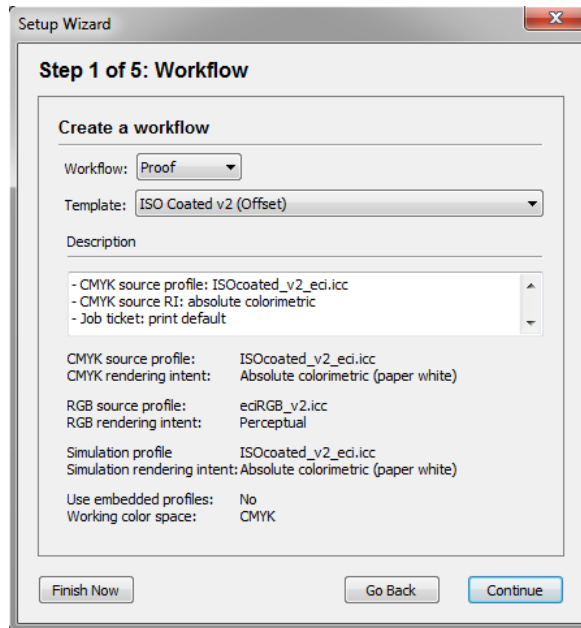 Setup Wizard
Step 1 of 5: Workflow
Create a workflow
Workflow: Proof
Template: ISO Coated v2 (Offset)
Description
- CMYK source profile: ISOcoated_v2_eci.icc
- CMYK source RI: absolute colorimetric
- Job ticket: print default
CMYK source profile: ISOcoated_v2_eci.icc
CMYK rendering intent: Absolute colorimetric (paper white)
RGB source profile: eciRGB_v2.icc
RGB rendering intent: Perceptual
Simulation profile ISOcoated_v2_eci.icc
Simulation rendering intent: Absolute colorimetric (paper white)
Use embedded profiles: No
Working color space: CMYK
Finish Now Go Back Continue